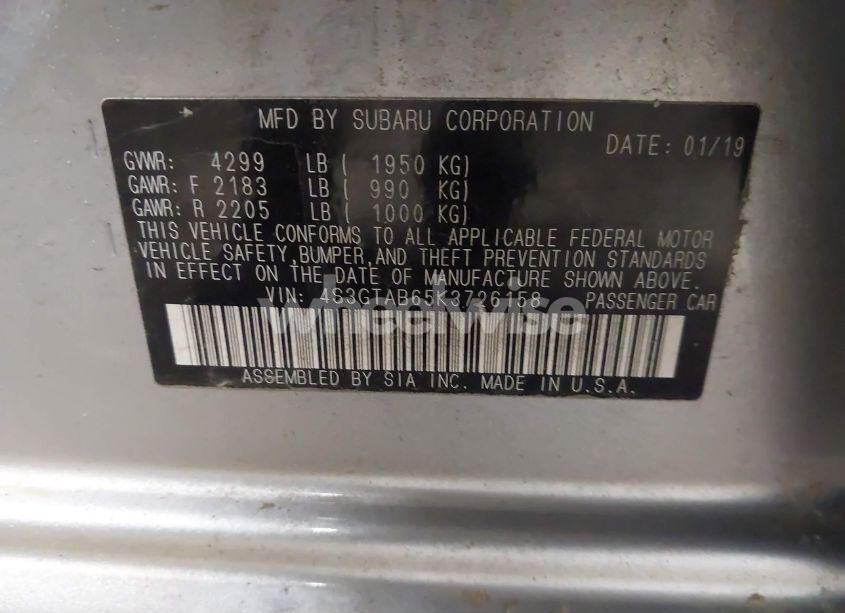 MFD BY SUBARU CORPORATION
DATE: 01/19
GVWR: 4299 LB ( 1950 KG)
GAWR: F 2183 LB ( 990 KG)
GAWR: R 2205 LB ( 1000 KG)
THIS VEHICLE CONFORMS TO ALL APPLICABLE FEDERAL MOTOR
VEHICLE SAFETY,BUMPER,AND THEFT PREVENTION STANDARDS
IN EFFECT ON THE DATE OF MANUFACTURE SHOWN ABOVE.
VIN: 4S3GTAB65K3726158 PASSENGER CAR
wheelwise
ASSEMBLED BY SIA INC. MADE IN U.S.A.